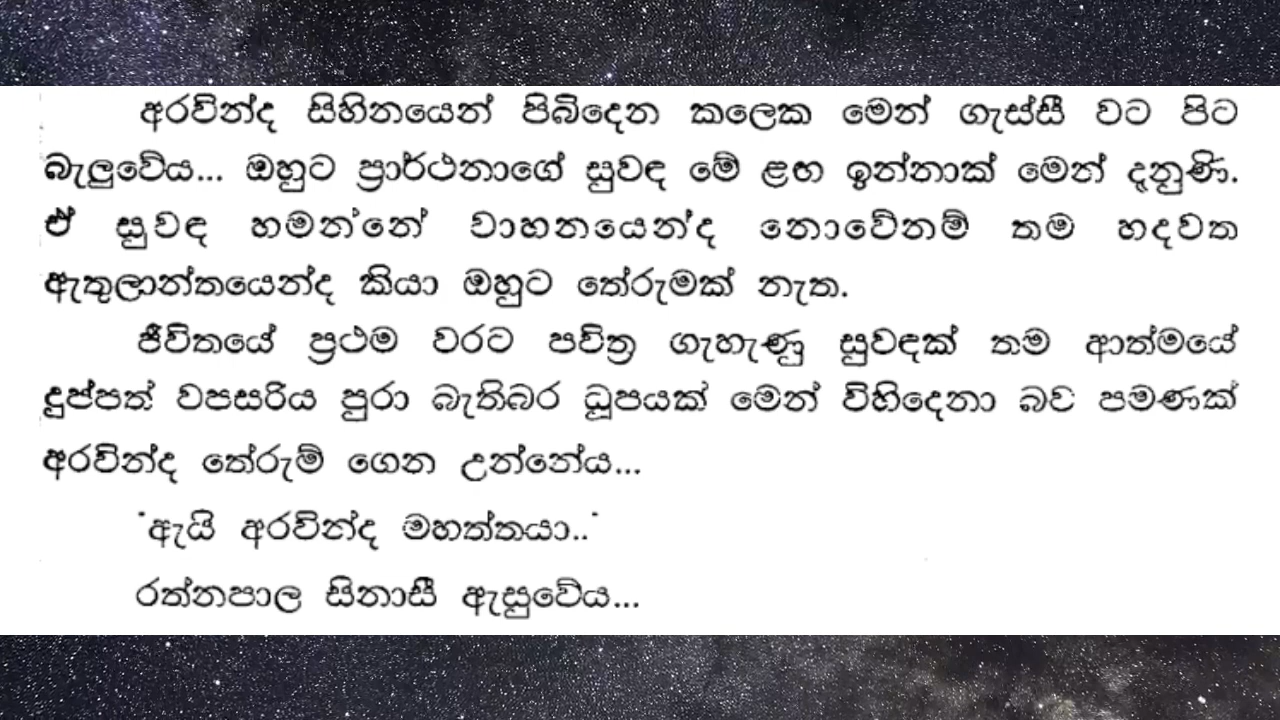 අරවින්ද සිහිනයෙන් පිබිදෙන කලෙක මෙන් ගැස්සී වට පිට
බැලුවේය... ඔහුට ප්‍රාර්ථනාගේ සුවඳ මේ ළඟ ඉන්නාක් මෙන් දැනුණි.
ඒ සුවඳ හමන්නේ වාහනයෙන්ද නොවේනම් තම හදවත
ඇතුලාන්තයෙන්ද කියා ඔහුට තේරුමක් නැත.
ජීවිතයේ ප්‍රථම වරට පවිත්‍ර ගැහැණු සුවඳක් තම ආත්මයේ
දුප්පත් වපසරිය පුරා බැතිබර ධූපයක් මෙන් විහිදෙනා බව පමණක්
අරවින්ද තේරුම් ගෙන උන්නේය...
"ඇයි අරවින්ද මහත්තයා.."
රත්නපාල සිනාසී ඇසුවේය...